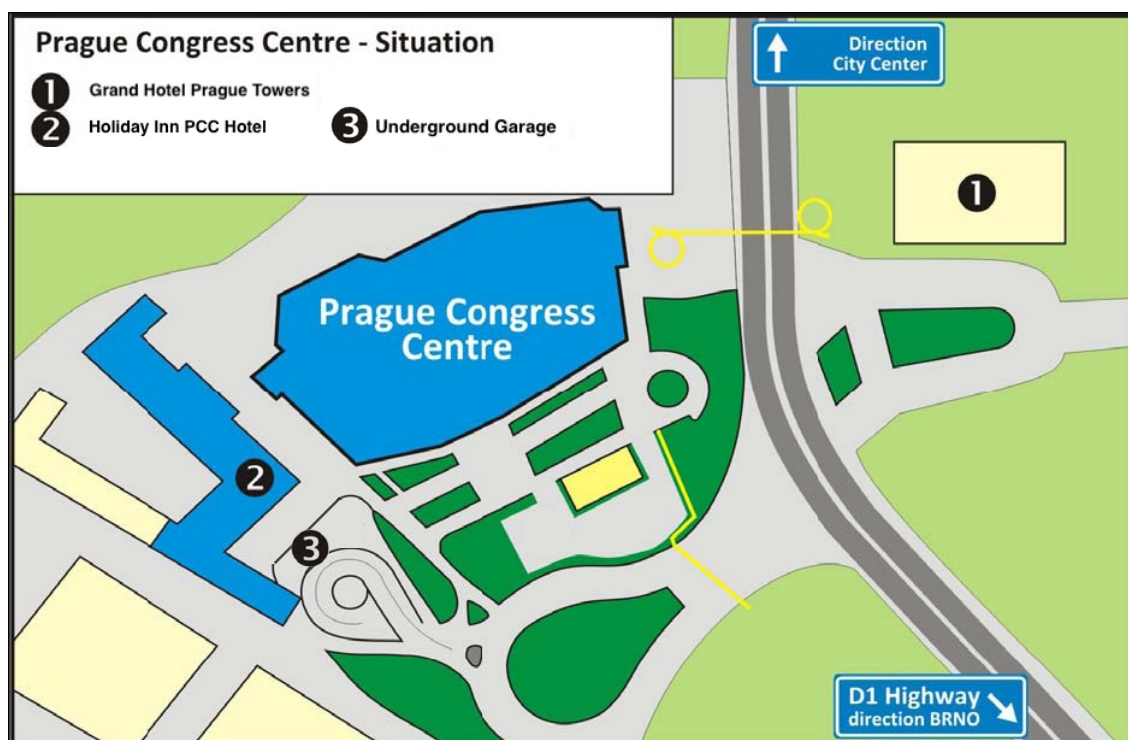 Prague Congress Centre - Situation
1 Grand Hotel Prague Towers
2 Holiday Inn PCC Hotel
3 Underground Garage
Direction
City Center
1
Prague Congress
Centre
2
3
D1 Highway
direction BRNO